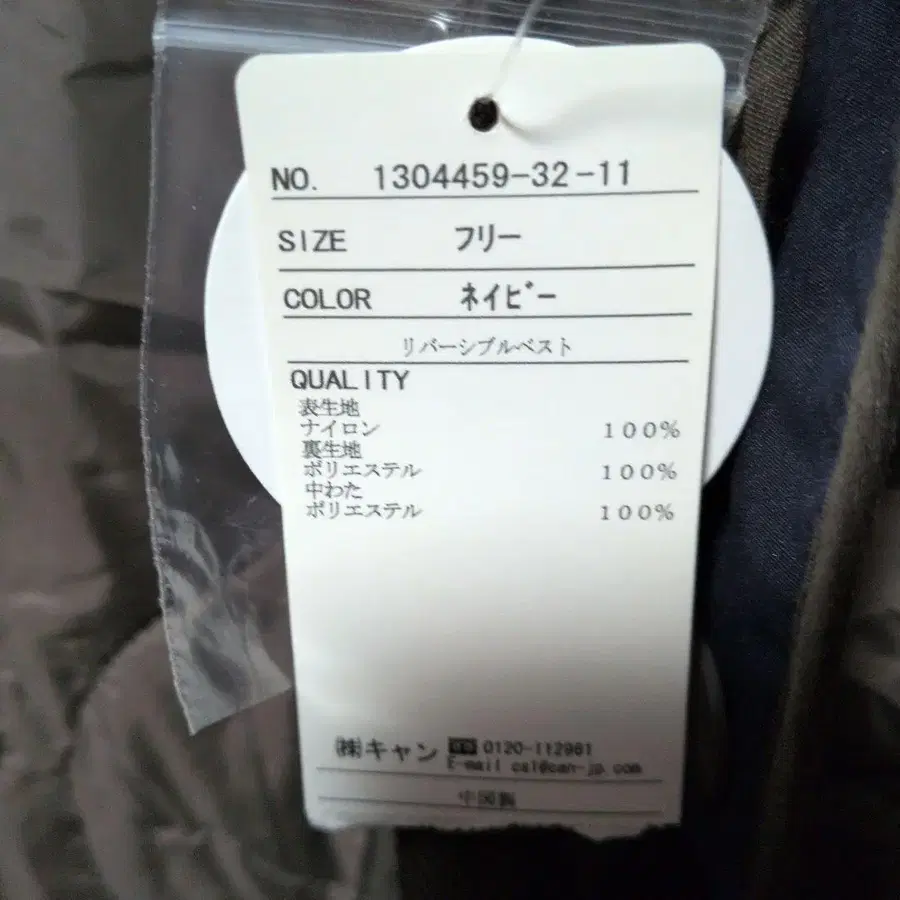 NO. 1304459-32-11
SIZE フリー
COLOR ネイビー
リバーシブルベスト
QUALITY
表生地
ナイロン 100%
裏生地
ポリエステル 100%
中わた
ポリエステル 100%
㈱キャン 0120-112961
E-mail cs1@can-jp.com
中国製